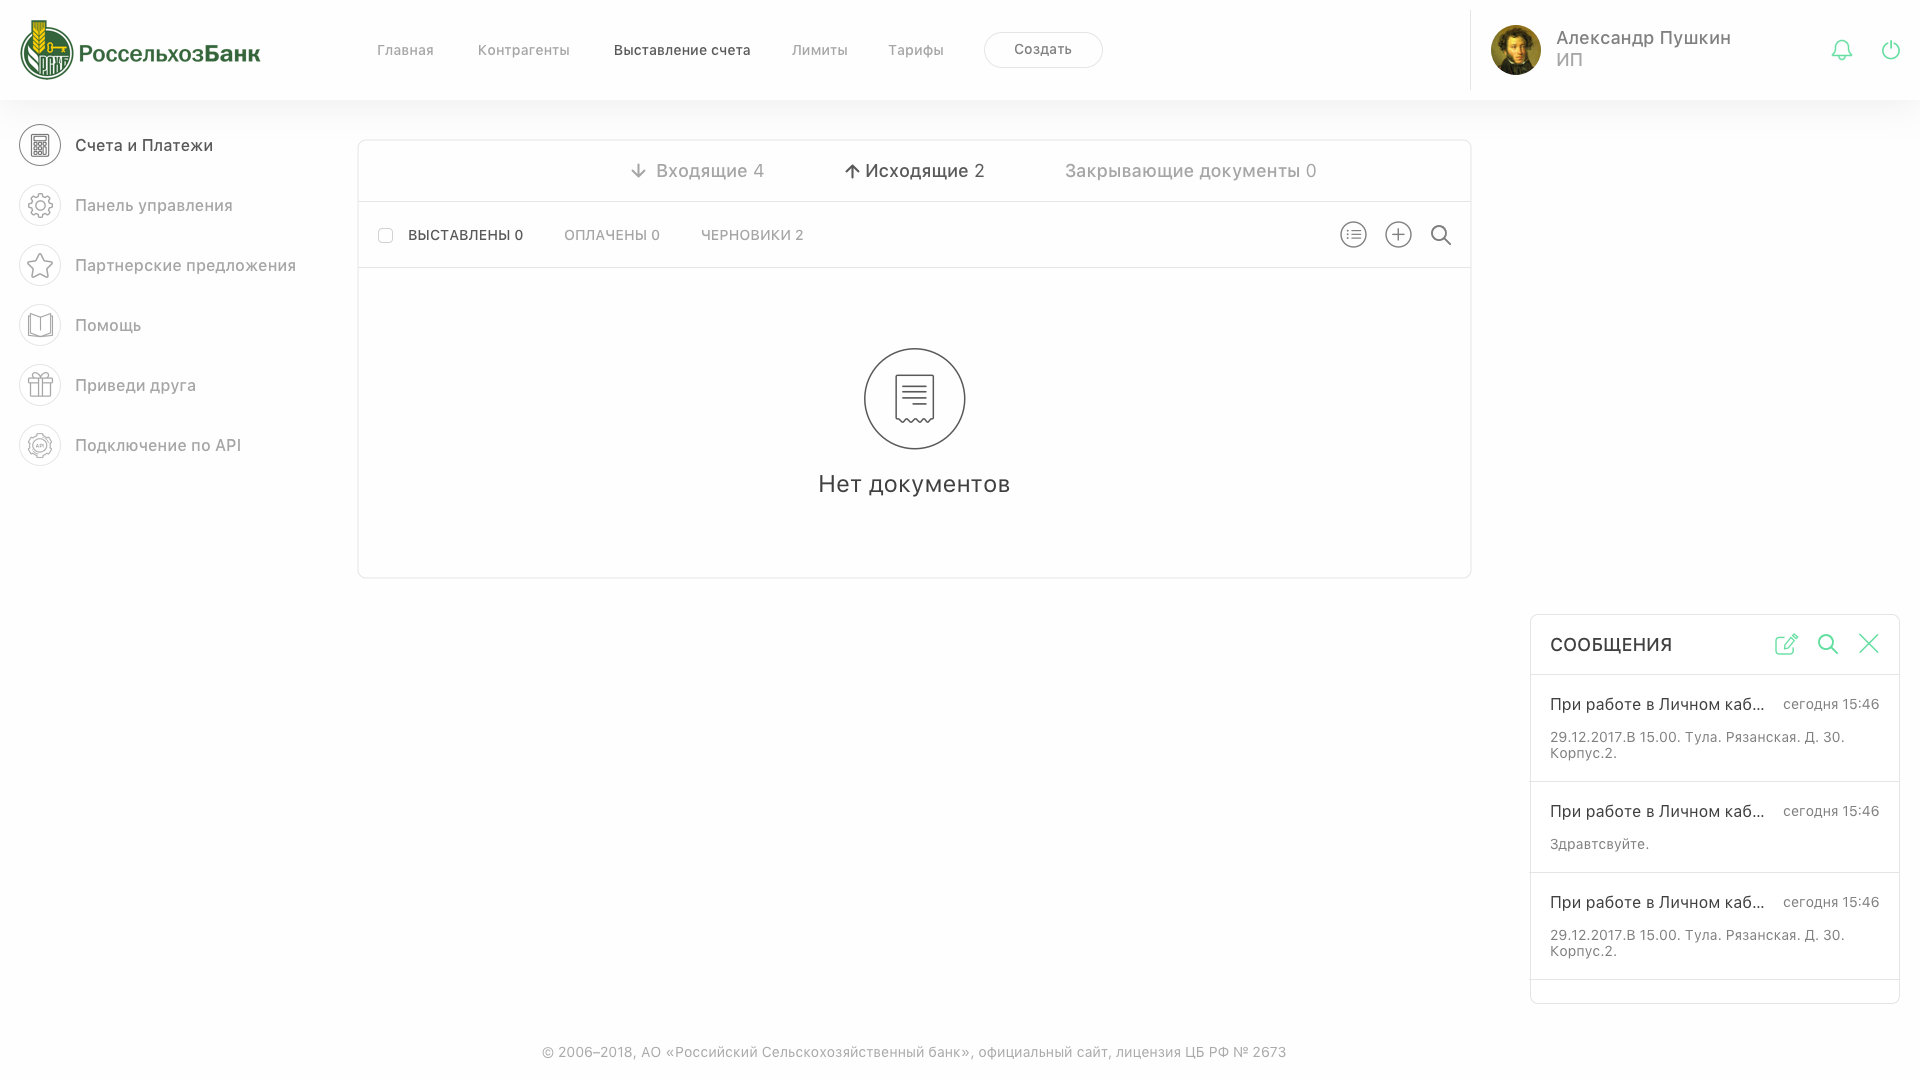 РоссельхозБанк
Главная
Контрагенты
Выставление счета
Лимиты
Тарифы
Создать
Александр Пушкин
ИП
Счета и Платежи
Панель управления
Партнерские предложения
Помощь
Приведи друга
API
Подключение по API
Входящие 4
Исходящие 2
Закрывающие документы 0
ВЫСТАВЛЕНЫ 0
ОПЛАЧЕНЫ 0
ЧЕРНОВИКИ 2
Нет документов
СООБЩЕНИЯ
При работе в Личном каб... сегодня 15:46
29.12.2017.В 15.00. Тула. Рязанская. Д. 30.
Корпус.2.
При работе в Личном каб... сегодня 15:46
Здравтсвуйте.
При работе в Личном каб... сегодня 15:46
29.12.2017.В 15.00. Тула. Рязанская. Д. 30.
Корпус.2.
© 2006–2018, АО «Российский Сельскохозяйственный банк», официальный сайт, лицензия ЦБ РФ № 2673